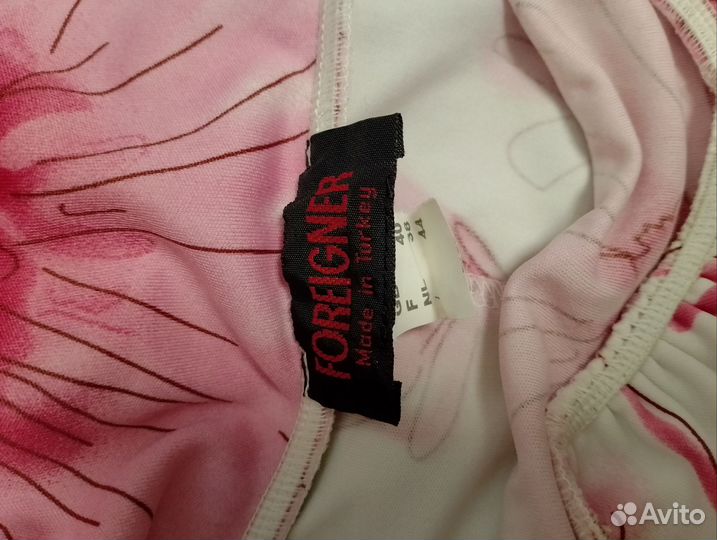 FOREIGNER
Made in Turkey
GB 40
F 38
NL 44
Avito